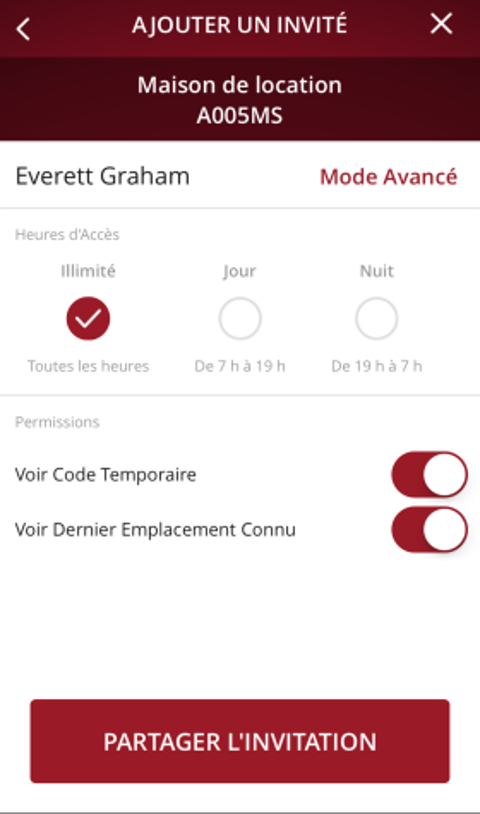 AJOUTER UN INVITÉ
Maison de location
A005MS
Everett Graham Mode Avancé
Heures d'Accès
Illimité Jour Nuit
Toutes les heures De 7 h à 19 h De 19 h à 7 h
Permissions
Voir Code Temporaire
Voir Dernier Emplacement Connu
PARTAGER L'INVITATION